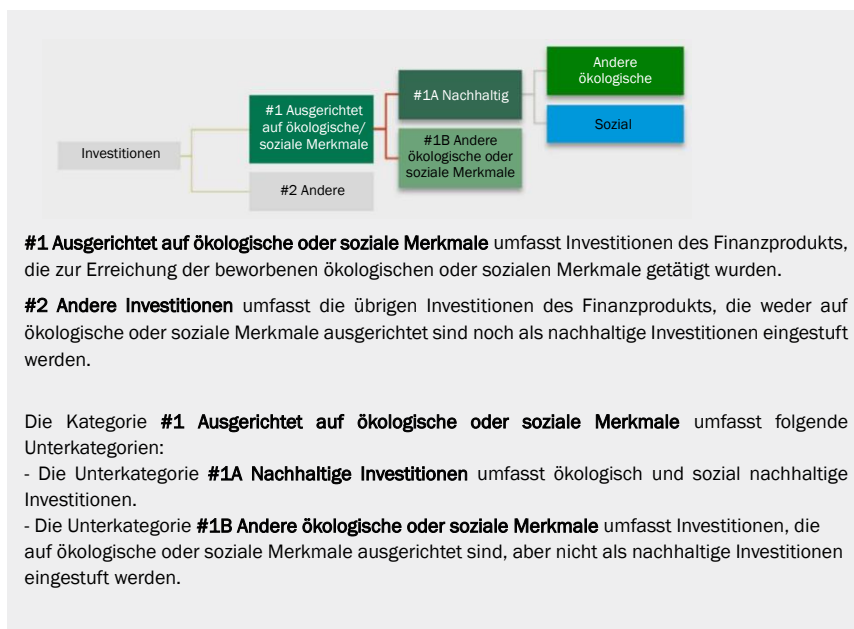 Investitionen
#1 Ausgerichtet
auf ökologische/
soziale Merkmale
#2 Andere
#1A Nachhaltig
#1B Andere
ökologische oder
soziale Merkmale
Andere
ökologische
Sozial
#1 Ausgerichtet auf ökologische oder soziale Merkmale umfasst Investitionen des Finanzprodukts,
die zur Erreichung der beworbenen ökologischen oder sozialen Merkmale getätigt wurden.
#2 Andere Investitionen umfasst die übrigen Investitionen des Finanzprodukts, die weder auf
ökologische oder soziale Merkmale ausgerichtet sind noch als nachhaltige Investitionen eingestuft
werden.
Die Kategorie #1 Ausgerichtet auf ökologische oder soziale Merkmale umfasst folgende
Unterkategorien:
- Die Unterkategorie #1A Nachhaltige Investitionen umfasst ökologisch und sozial nachhaltige
Investitionen.
- Die Unterkategorie #1B Andere ökologische oder soziale Merkmale umfasst Investitionen, die
auf ökologische oder soziale Merkmale ausgerichtet sind, aber nicht als nachhaltige Investitionen
eingestuft werden.